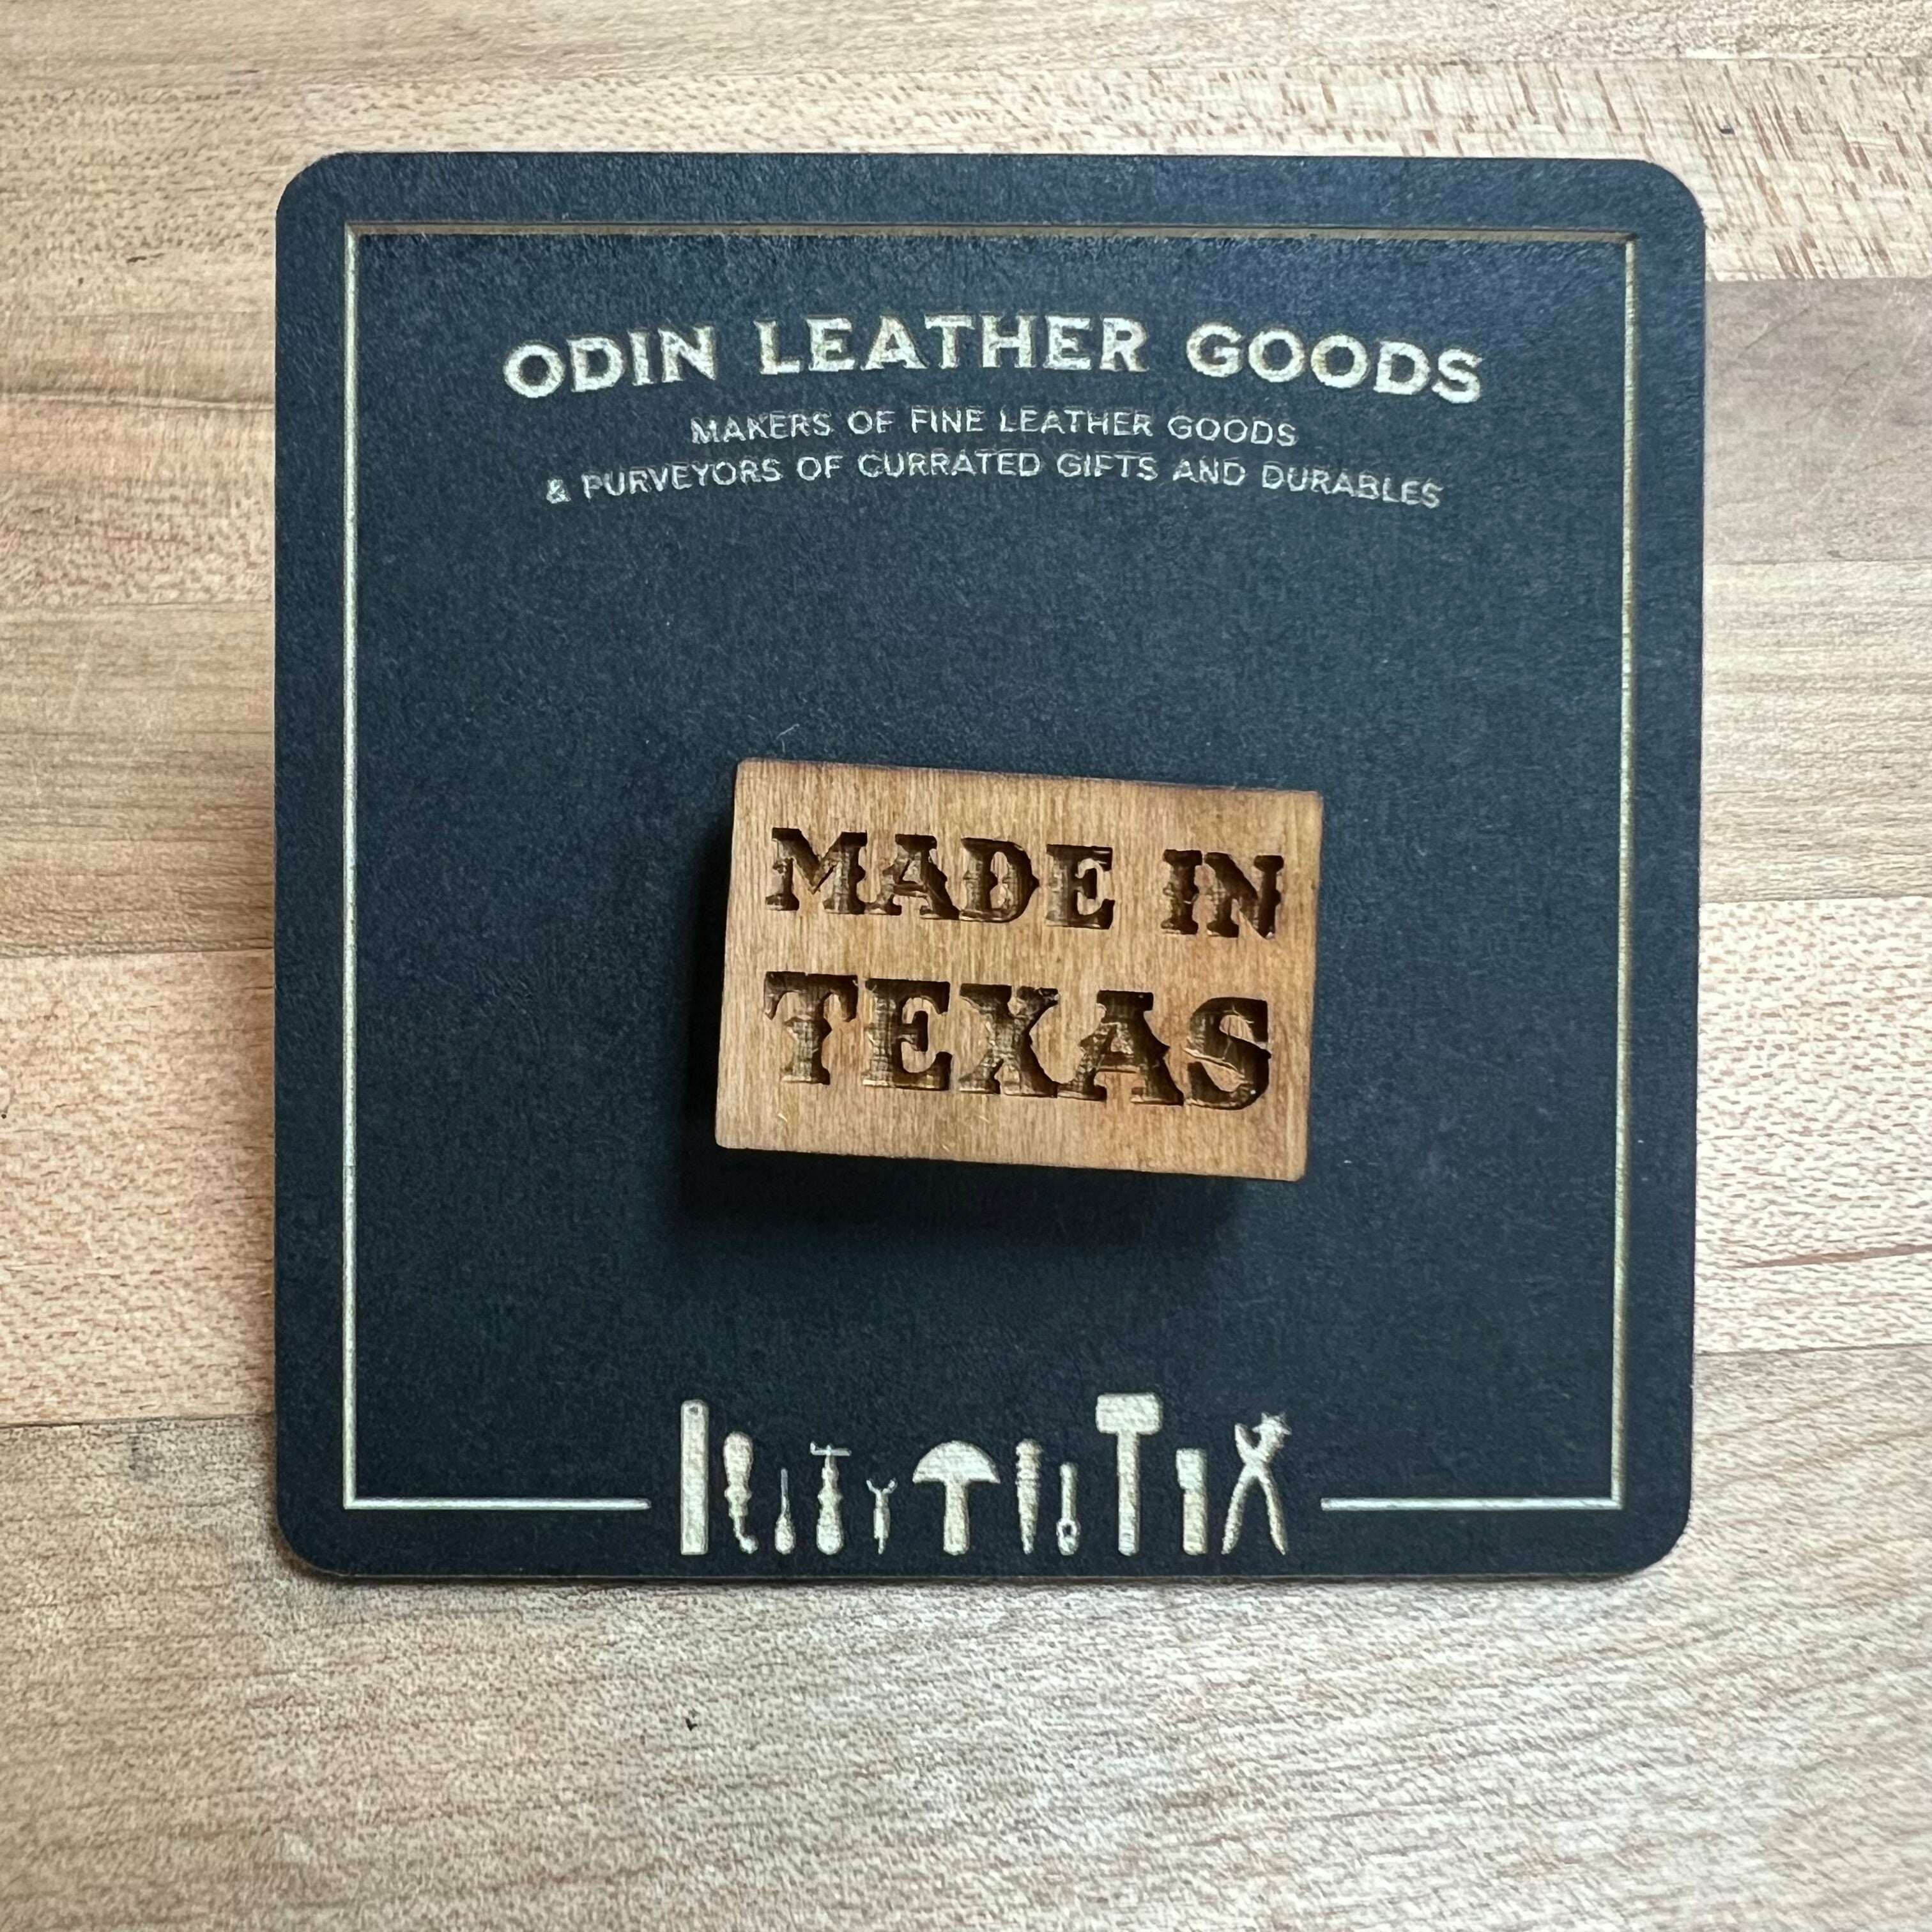 ODIN LEATHER GOODS
MAKERS OF FINE LEATHER GOODS
& PURVEYORS OF CURRATED GIFTS AND DURABLES
MADE IN
TEXAS